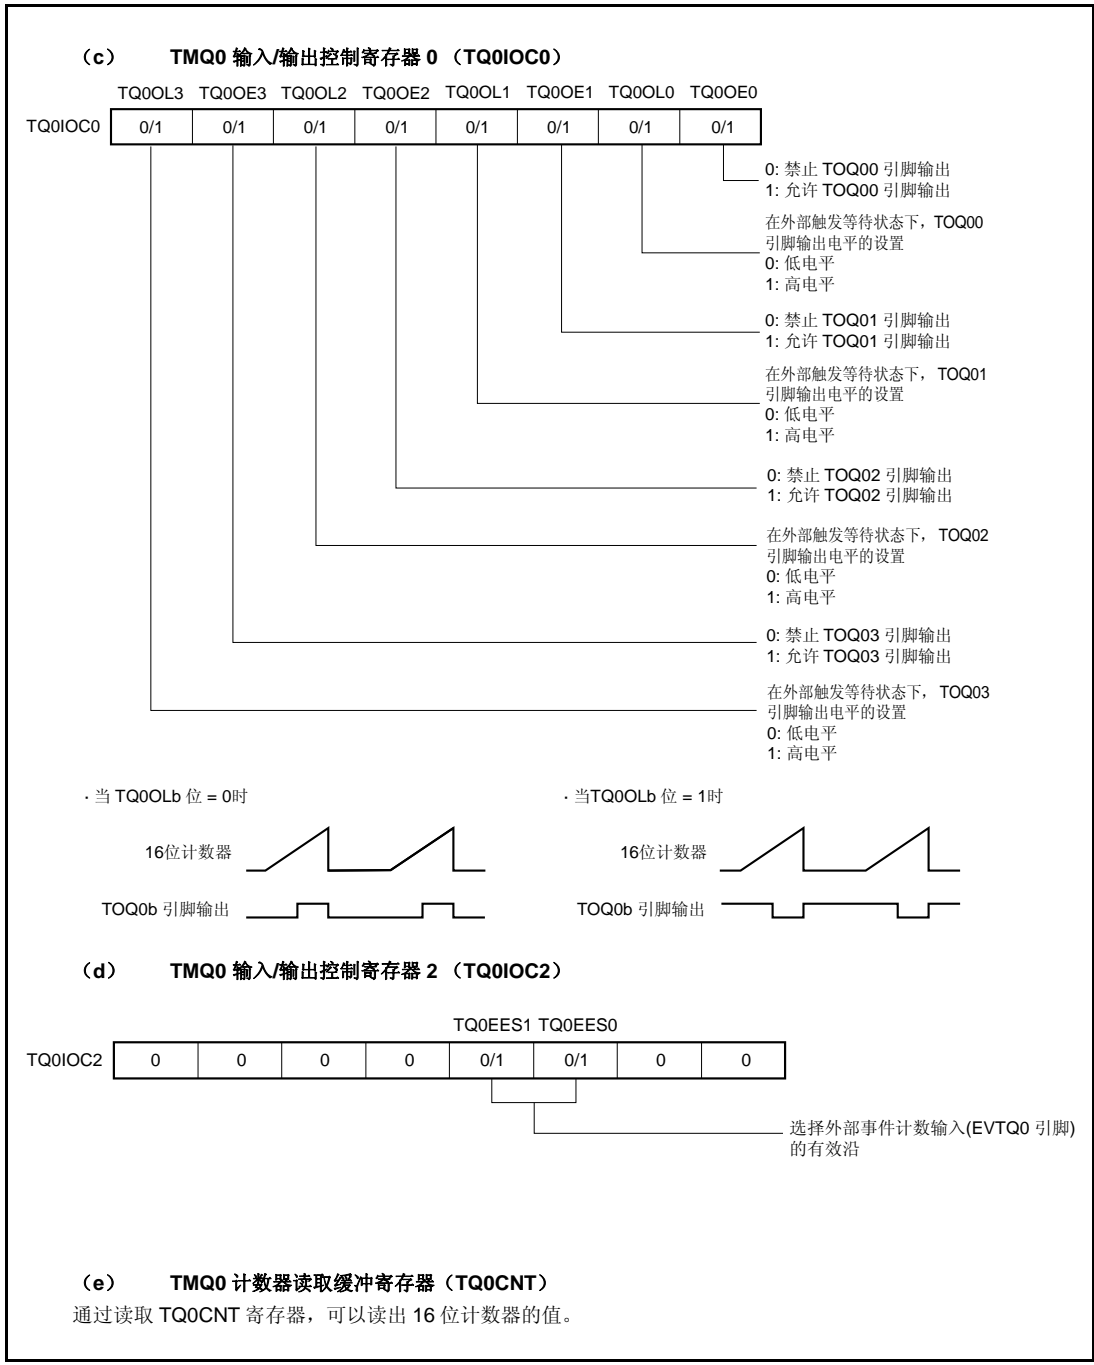 （c） TMQ0 输入/输出控制寄存器 0 （TQ0IOC0）
TQ0OL3 TQ0OE3 TQ0OL2 TQ0OE2 TQ0OL1 TQ0OE1 TQ0OL0 TQ0OE0
TQ0IOC0 0/1 0/1 0/1 0/1 0/1 0/1 0/1 0/1
0: 禁止 TOQ00 引脚输出
1: 允许 TOQ00 引脚输出
在外部触发等待状态下，TOQ00
引脚输出电平的设置
0: 低电平
1: 高电平
0: 禁止 TOQ01 引脚输出
1: 允许 TOQ01 引脚输出
在外部触发等待状态下， TOQ01
引脚输出电平的设置
0: 低电平
1: 高电平
0: 禁止 TOQ02 引脚输出
1: 允许 TOQ02 引脚输出
在外部触发等待状态下， TOQ02
引脚输出电平的设置
0: 低电平
1: 高电平
0: 禁止 TOQ03 引脚输出
1: 允许 TOQ03 引脚输出
在外部触发等待状态下， TOQ03
引脚输出电平的设置
0: 低电平
1: 高电平
· 当 TQ0OLb 位 = 0时
16位计数器
TOQ0b 引脚输出
· 当TQ0OLb 位 = 1时
16位计数器
TOQ0b 引脚输出
（d） TMQ0 输入/输出控制寄存器 2 （TQ0IOC2）
TQ0EES1 TQ0EES0
TQ0IOC2 0 0 0 0 0/1 0/1 0 0
选择外部事件计数输入(EVTQ0 引脚)
的有效沿
（e） TMQ0 计数器读取缓冲寄存器（TQ0CNT）
通过读取 TQ0CNT 寄存器，可以读出 16 位计数器的值。